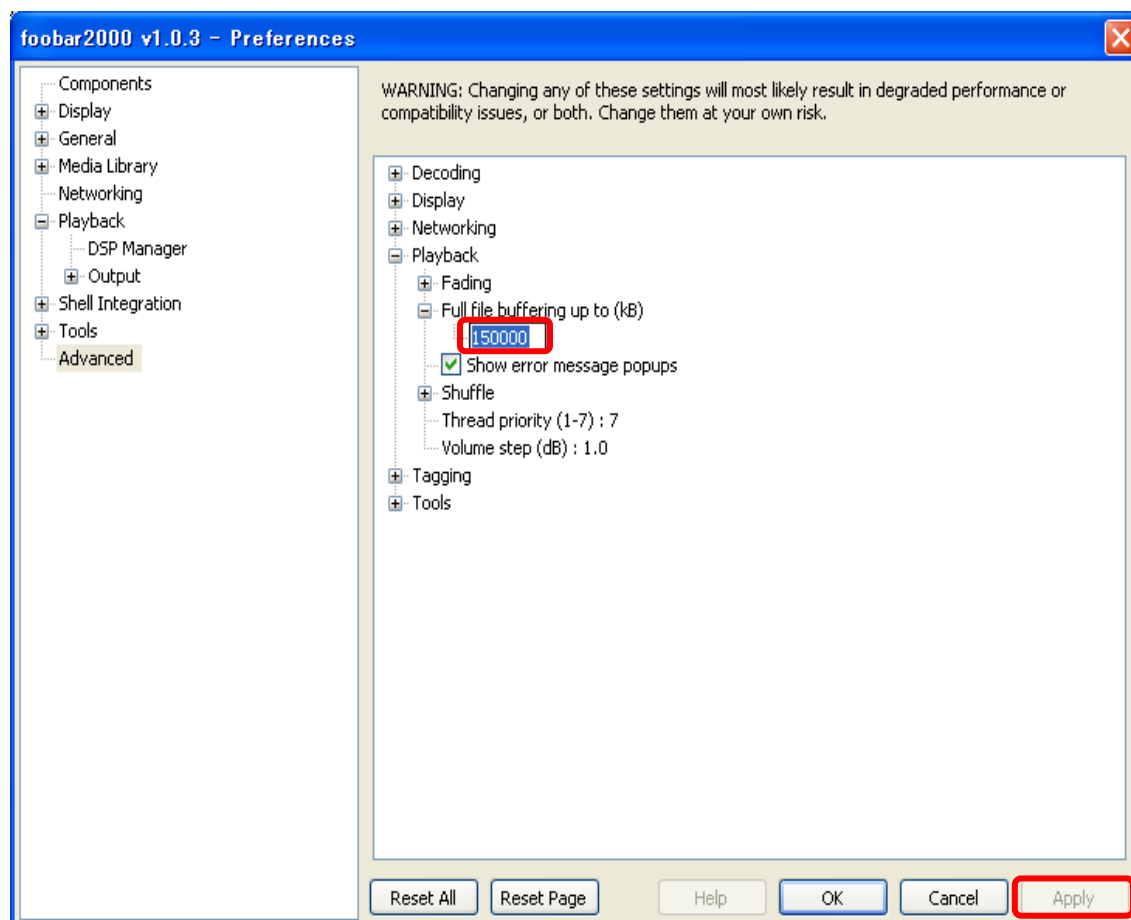 foobar2000 v1.0.3 - Preferences
Components
Display
General
Media Library
Networking
Playback
DSP Manager
Output
Shell Integration
Tools
Advanced
WARNING: Changing any of these settings will most likely result in degraded performance or
compatibility issues, or both. Change them at your own risk.
Decoding
Display
Networking
Playback
Fading
Full file buffering up to (kB)
150000
Show error message popups
Shuffle
Thread priority (1-7) : 7
Volume step (dB) : 1.0
Tagging
Tools
Reset All Reset Page Help OK Cancel Apply